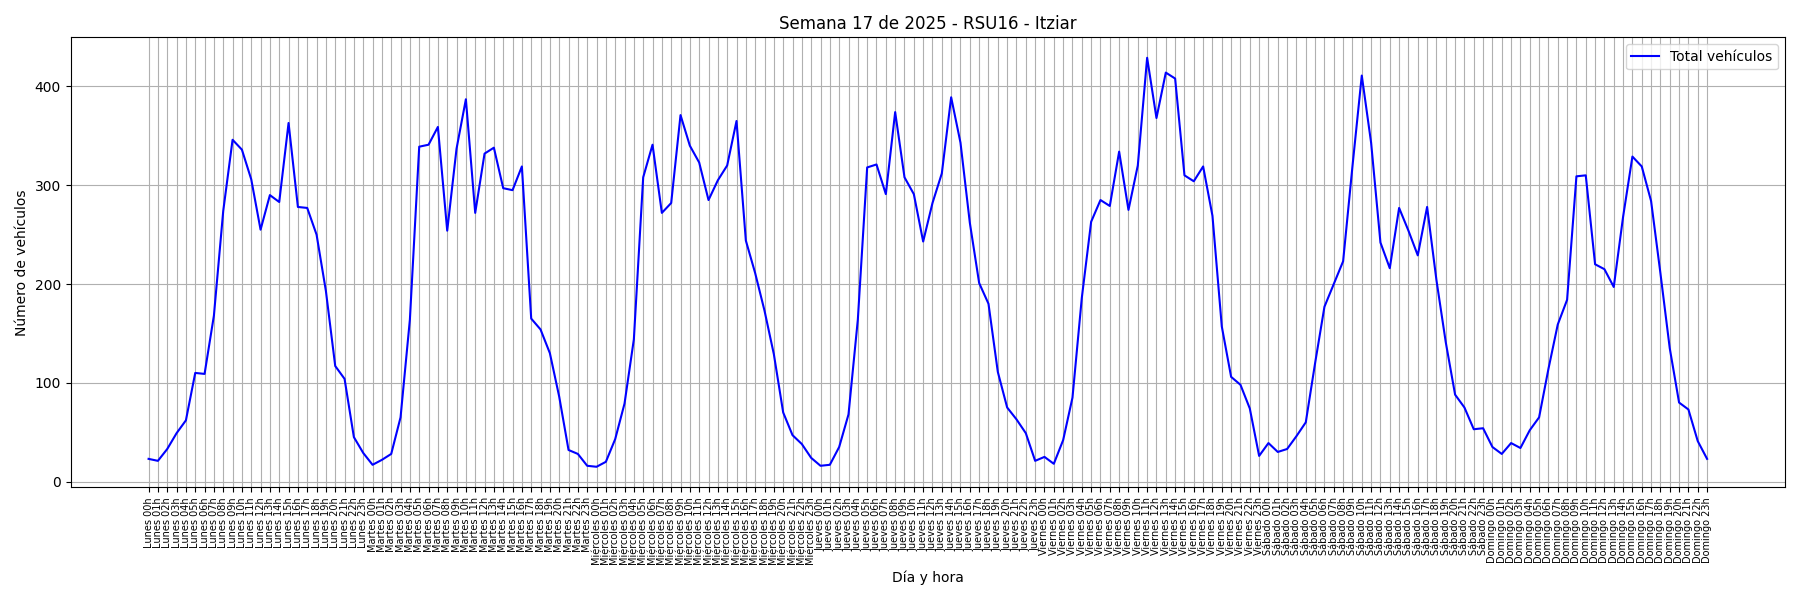 Semana 17 de 2025 - RSU16 - Itziar
Total vehículos
Número de vehículos
400
300
200
100
0
Lunes 00h
Lunes 01h
Lunes 02h
Lunes 03h
Lunes 04h
Lunes 05h
Lunes 06h
Lunes 07h
Lunes 08h
Lunes 09h
Lunes 10h
Lunes 11h
Lunes 12h
Lunes 13h
Lunes 14h
Lunes 15h
Lunes 16h
Lunes 17h
Lunes 18h
Lunes 19h
Lunes 20h
Lunes 21h
Lunes 22h
Lunes 23h
Martes 00h
Martes 01h
Martes 02h
Martes 03h
Martes 04h
Martes 05h
Martes 06h
Martes 07h
Martes 08h
Martes 09h
Martes 10h
Martes 11h
Martes 12h
Martes 13h
Martes 14h
Martes 15h
Martes 16h
Martes 17h
Martes 18h
Martes 19h
Martes 20h
Martes 21h
Martes 22h
Martes 23h
Miércoles 00h
Miércoles 01h
Miércoles 02h
Miércoles 03h
Miércoles 04h
Miércoles 05h
Miércoles 06h
Miércoles 07h
Miércoles 08h
Miércoles 09h
Miércoles 10h
Miércoles 11h
Miércoles 12h
Miércoles 13h
Miércoles 14h
Miércoles 15h
Miércoles 16h
Miércoles 17h
Miércoles 18h
Miércoles 19h
Miércoles 20h
Miércoles 21h
Miércoles 22h
Miércoles 23h
Jueves 00h
Jueves 01h
Jueves 02h
Jueves 03h
Jueves 04h
Jueves 05h
Jueves 06h
Jueves 07h
Jueves 08h
Jueves 09h
Jueves 10h
Jueves 11h
Jueves 12h
Jueves 13h
Jueves 14h
Jueves 15h
Jueves 16h
Jueves 17h
Jueves 18h
Jueves 19h
Jueves 20h
Jueves 21h
Jueves 22h
Jueves 23h
Viernes 00h
Viernes 01h
Viernes 02h
Viernes 03h
Viernes 04h
Viernes 05h
Viernes 06h
Viernes 07h
Viernes 08h
Viernes 09h
Viernes 10h
Viernes 11h
Viernes 12h
Viernes 13h
Viernes 14h
Viernes 15h
Viernes 16h
Viernes 17h
Viernes 18h
Viernes 19h
Viernes 20h
Viernes 21h
Viernes 22h
Viernes 23h
Sábado 00h
Sábado 01h
Sábado 02h
Sábado 03h
Sábado 04h
Sábado 05h
Sábado 06h
Sábado 07h
Sábado 08h
Sábado 09h
Sábado 10h
Sábado 11h
Sábado 12h
Sábado 13h
Sábado 14h
Sábado 15h
Sábado 16h
Sábado 17h
Sábado 18h
Sábado 19h
Sábado 20h
Sábado 21h
Sábado 22h
Sábado 23h
Domingo 00h
Domingo 01h
Domingo 02h
Domingo 03h
Domingo 04h
Domingo 05h
Domingo 06h
Domingo 07h
Domingo 08h
Domingo 09h
Domingo 10h
Domingo 11h
Domingo 12h
Domingo 13h
Domingo 14h
Domingo 15h
Domingo 16h
Domingo 17h
Domingo 18h
Domingo 19h
Domingo 20h
Domingo 21h
Domingo 22h
Domingo 23h
Día y hora